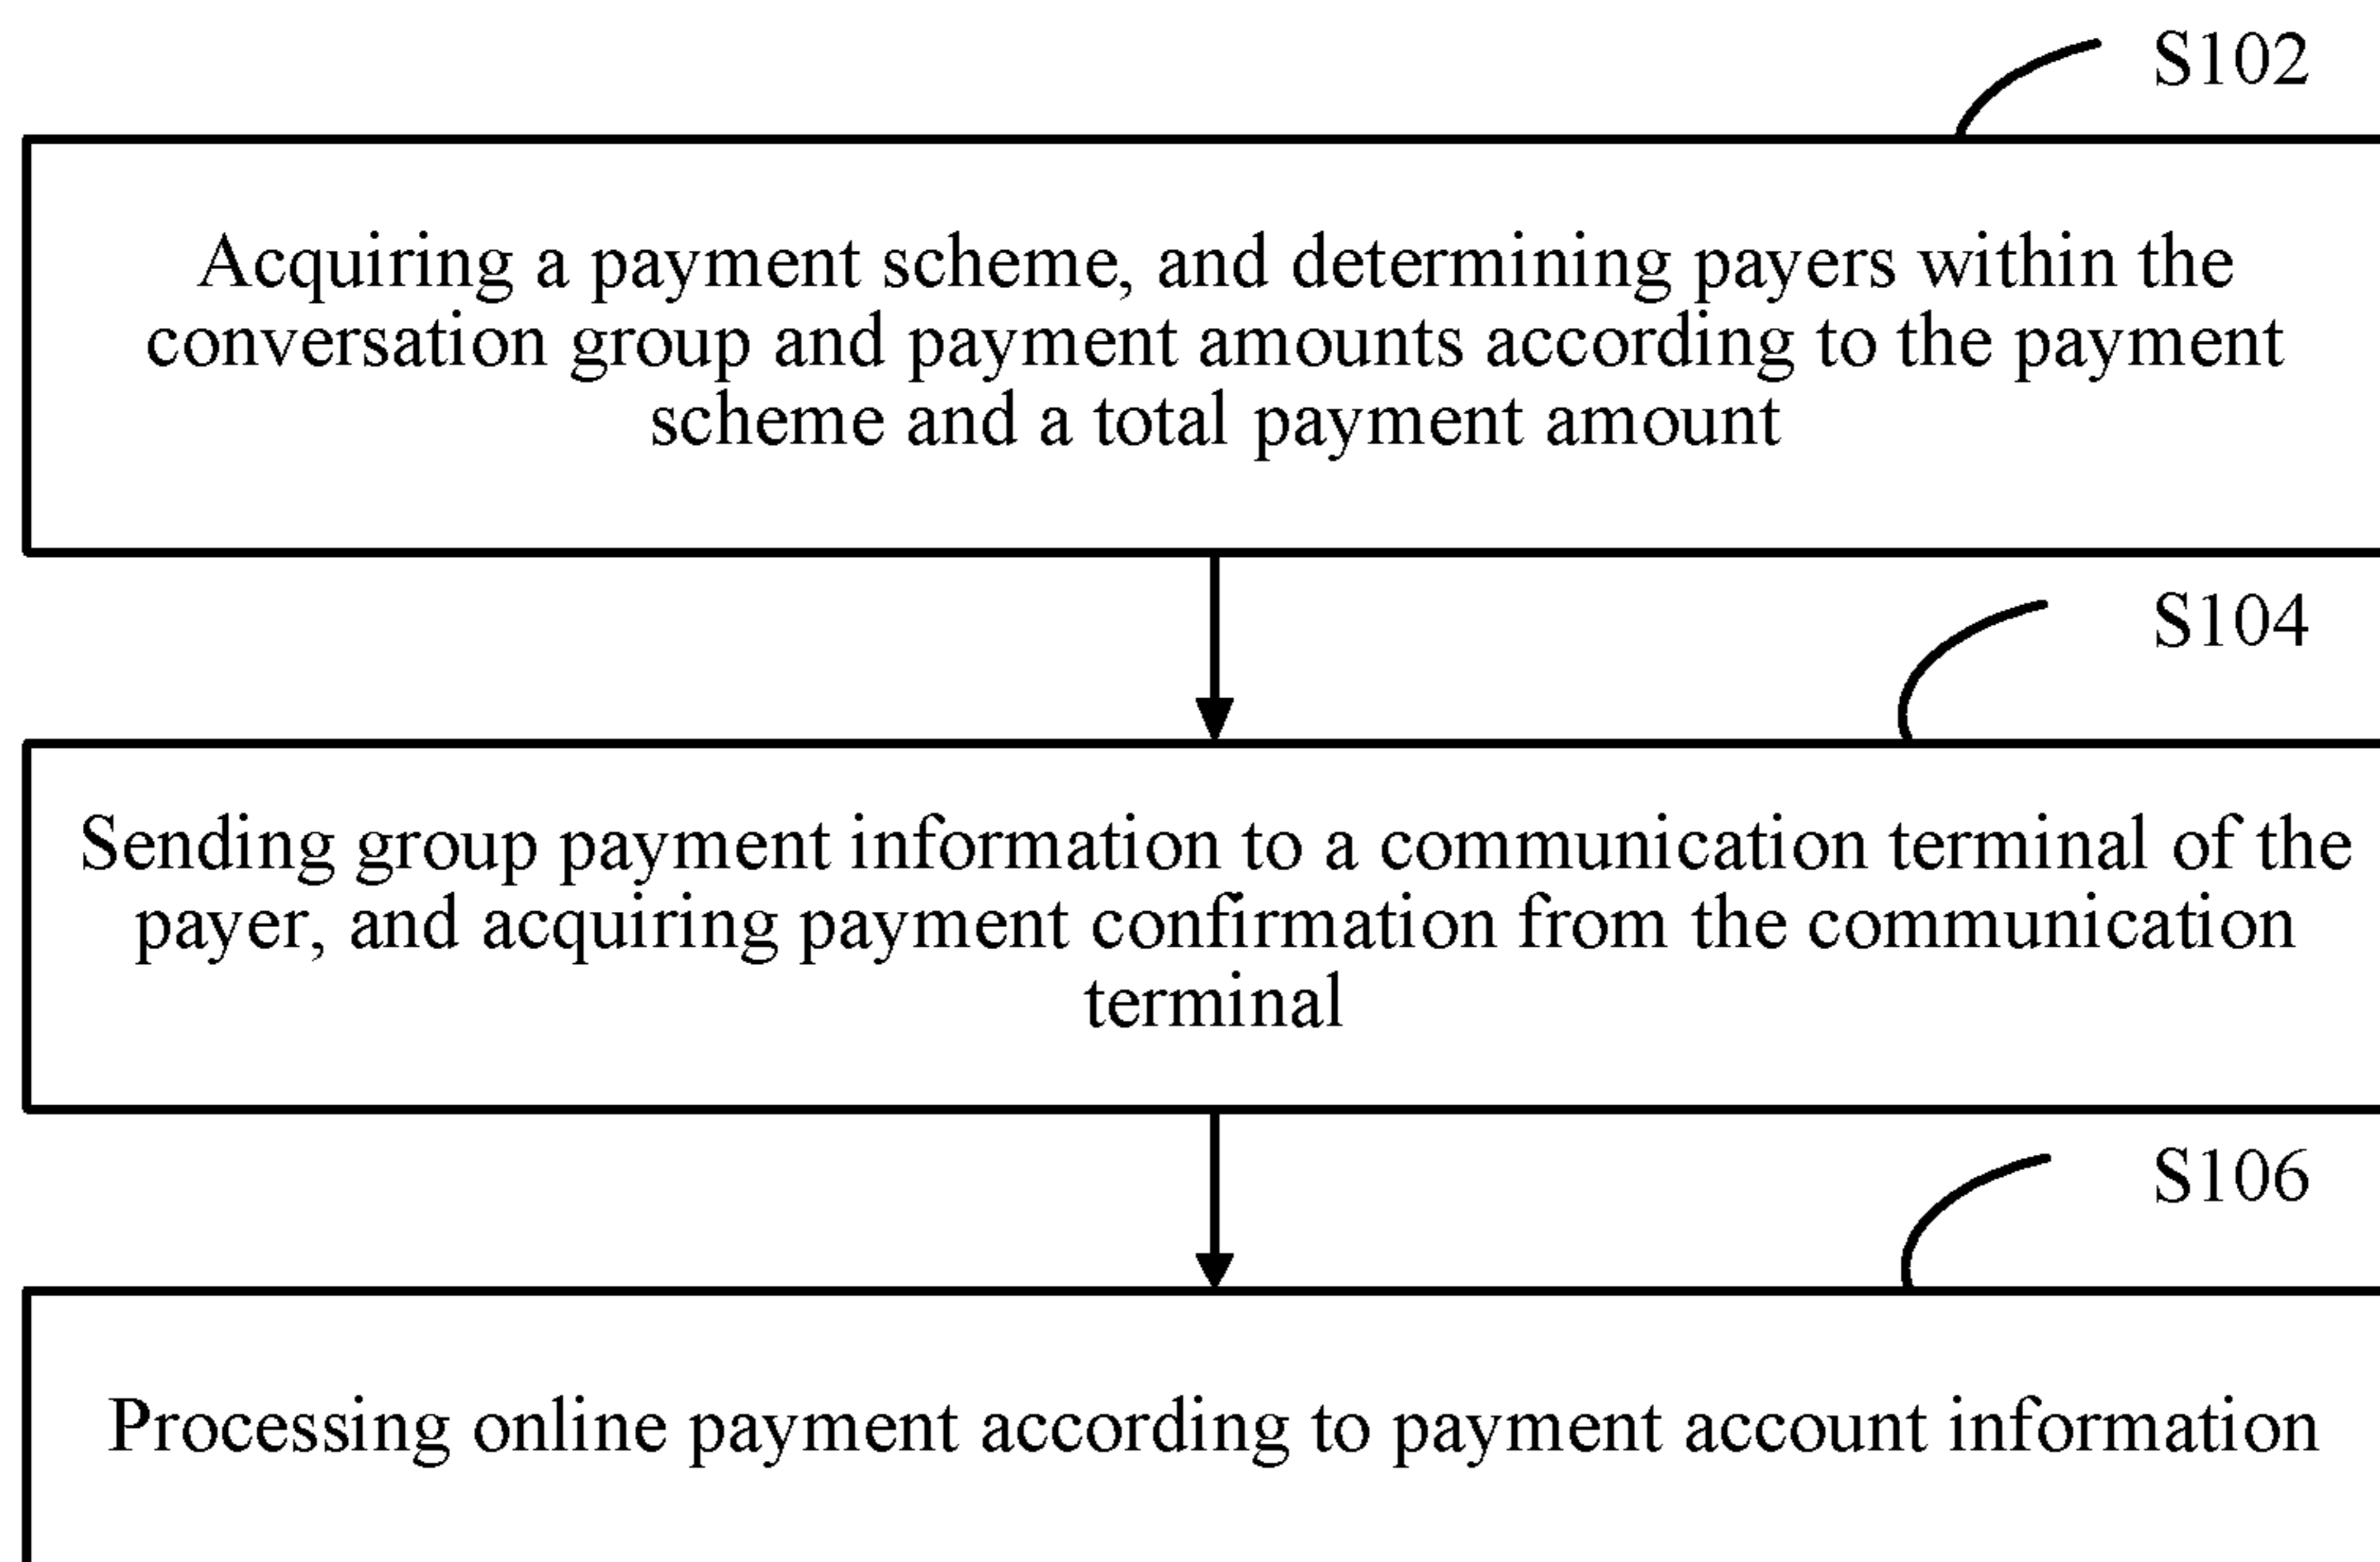 S102
Acquiring a payment scheme, and determining payers within the
conversation group and payment amounts according to the payment
scheme and a total payment amount
S104
Sending group payment information to a communication terminal of the
payer, and acquiring payment confirmation from the communication
terminal
S106
Processing online payment according to payment account information